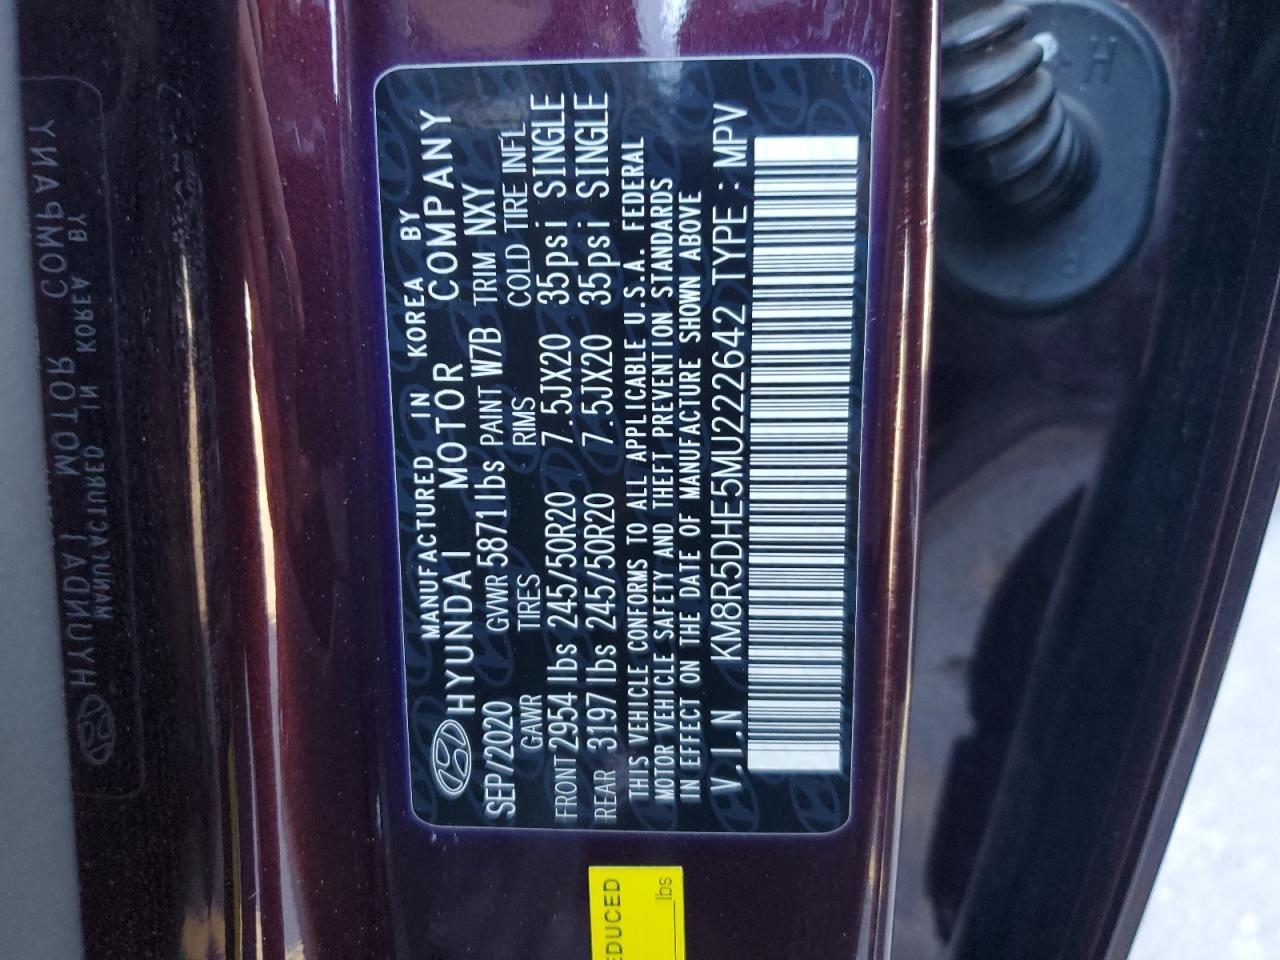 MANUFACTURED IN KOREA BY
HYUNDAI MOTOR COMPANY
SEP/2020 GVWR 5871lbs PAINT W7B TRIM NXY
GAWR TIRES RIMS COLD TIRE INFL
FRONT 2954 lbs 245/50R20 7.5JX20 35psi SINGLE
REAR 3197 lbs 245/50R20 7.5JX20 35psi SINGLE
THIS VEHICLE CONFORMS TO ALL APPLICABLE U.S.A. FEDERAL
MOTOR VEHICLE SAFETY AND THEFT PREVENTION STANDARDS
IN EFFECT ON THE DATE OF MANUFACTURE SHOWN ABOVE
V.I.N KM8R5DHE5MU222642 TYPE : MPV
EDUCED
lbs
H
MANUFACTURED IN KOREA BY
HYUNDAI MOTOR COMPANY